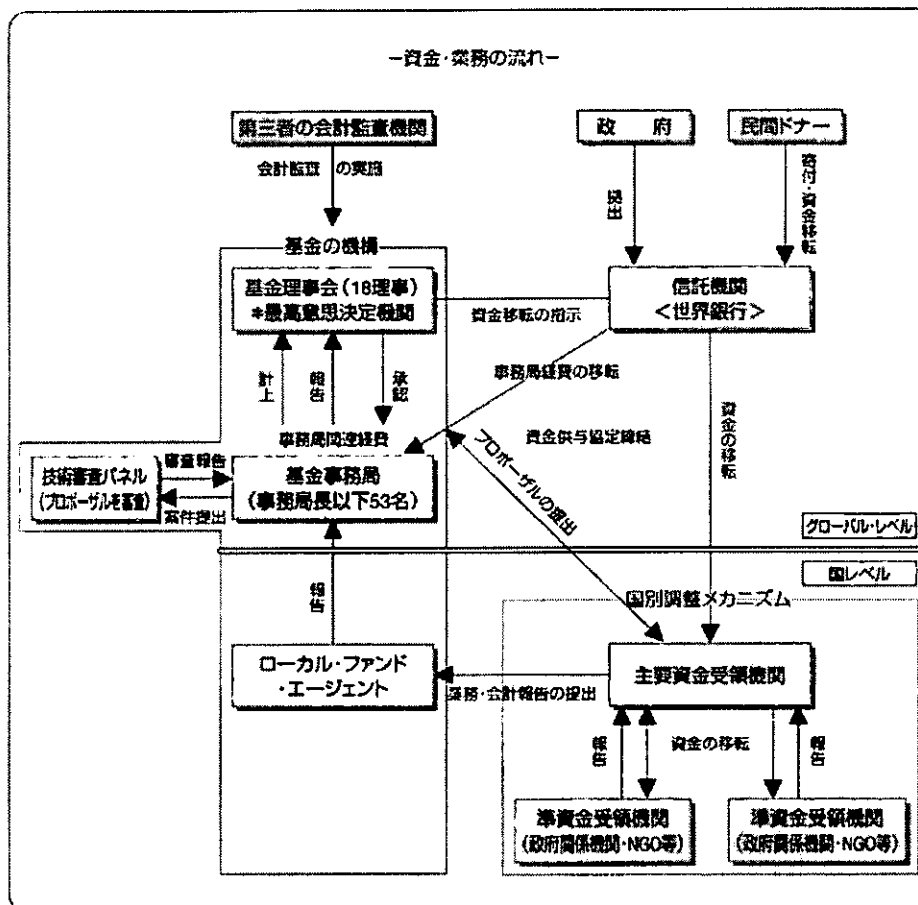 −資金・業務の流れ−
第三者の会計監査機関
政 府
民間ドナー
会計監査 の実施
拠出
寄付・資金移転
基金の機構
基金理事会（18理事）
*最高意思決定機関
信託機関
＜世界銀行＞
資金移転の指示
事務局経費の移転
計上
報告
承認
資金の移転
事務局関連経費
資金供与協定締結
プロポーザルの提出
審査報告
技術審査パネル
（プロポーザルを審査）
案件提出
基金事務局
（事務局長以下53名）
グローバル・レベル
国レベル
報告
国別調整メカニズム
ローカル・ファンド
・エージェント
主要資金受領機関
業務・会計報告の提出
報告
資金の移転
報告
準資金受領機関
（政府関係機関・NGO等）
準資金受領機関
（政府関係機関・NGO等）